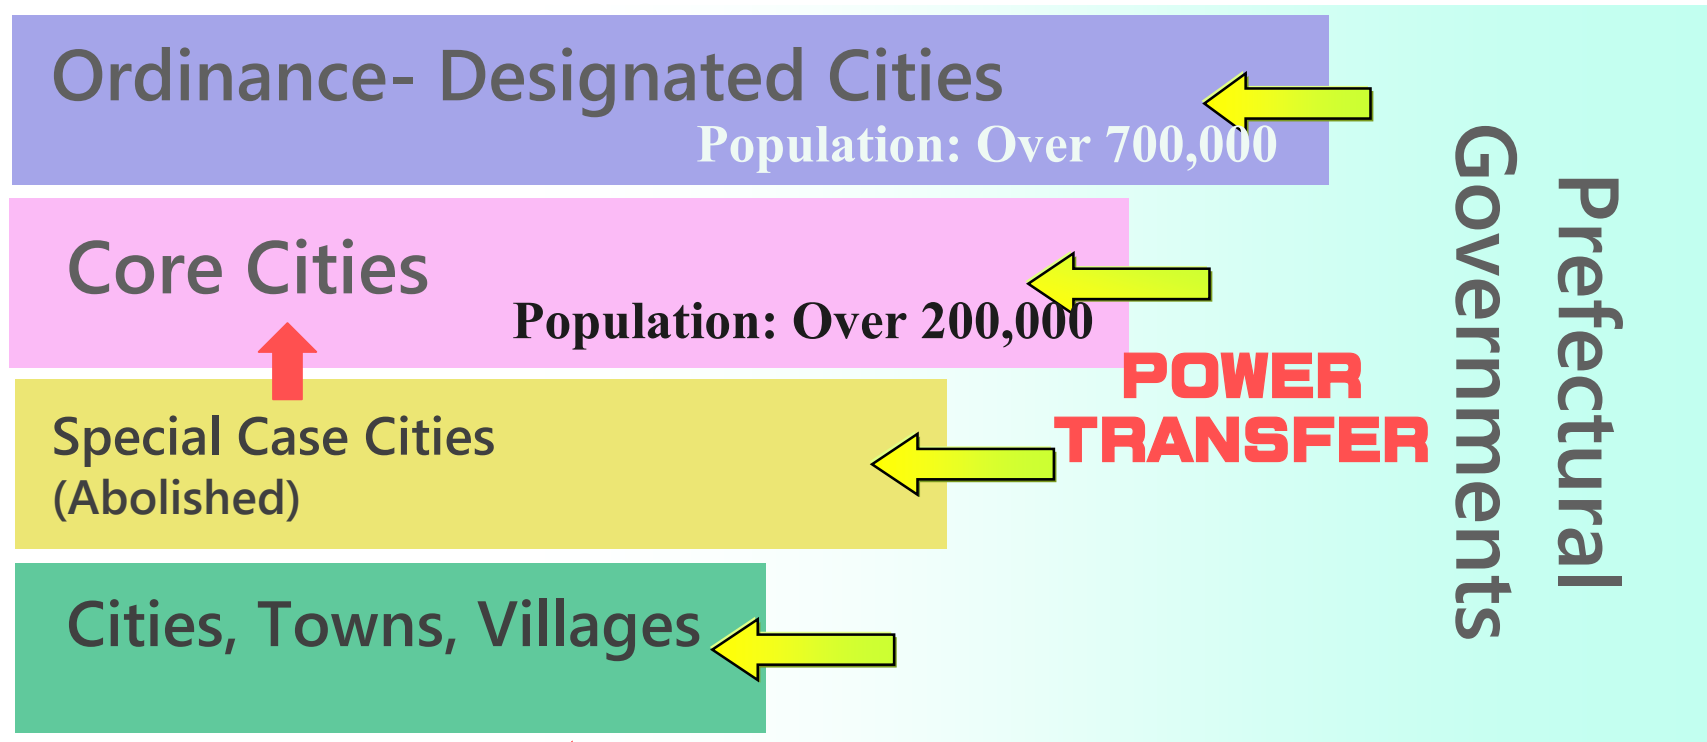 Ordinance- Designated Cities
Population: Over 700,000
Core Cities
Population: Over 200,000
Special Case Cities
(Abolished)
Cities, Towns, Villages
POWER
TRANSFER
Prefectural
Governments